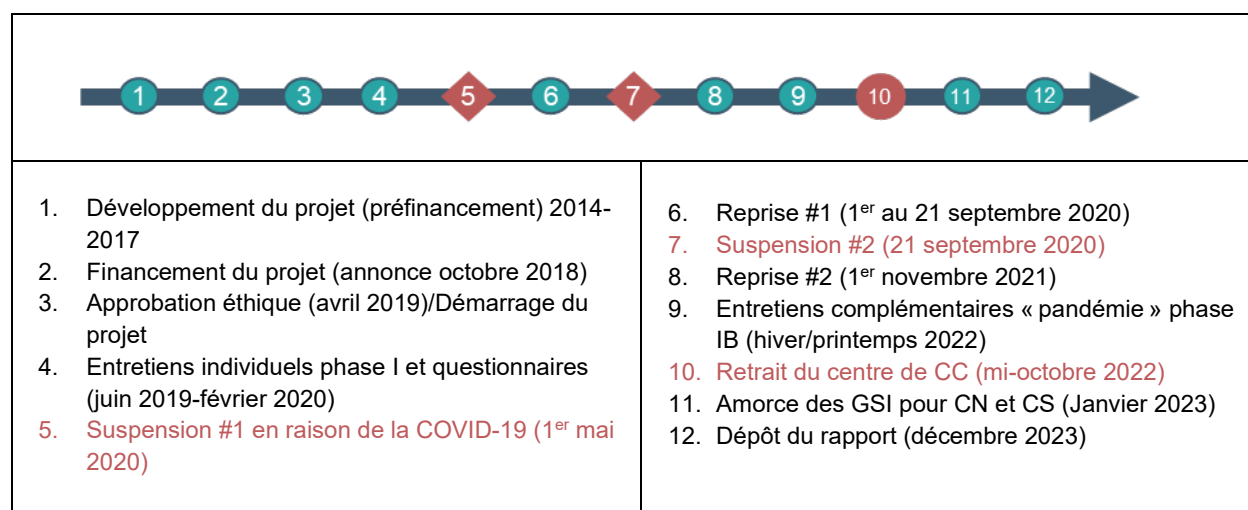 1 2 3 4 5 6 7 8 9 10 11 12
1. Développement du projet (préfinancement) 2014-
2017
2. Financement du projet (annonce octobre 2018)
3. Approbation éthique (avril 2019)/Démarrage du
projet
4. Entretiens individuels phase I et questionnaires
(juin 2019-février 2020)
5. Suspension #1 en raison de la COVID-19 (1er mai
2020)
6. Reprise #1 (1er au 21 septembre 2020)
7. Suspension #2 (21 septembre 2020)
8. Reprise #2 (1er novembre 2021)
9. Entretiens complémentaires « pandémie » phase
IB (hiver/printemps 2022)
10. Retrait du centre de CC (mi-octobre 2022)
11. Amorce des GSI pour CN et CS (Janvier 2023)
12. Dépôt du rapport (décembre 2023)